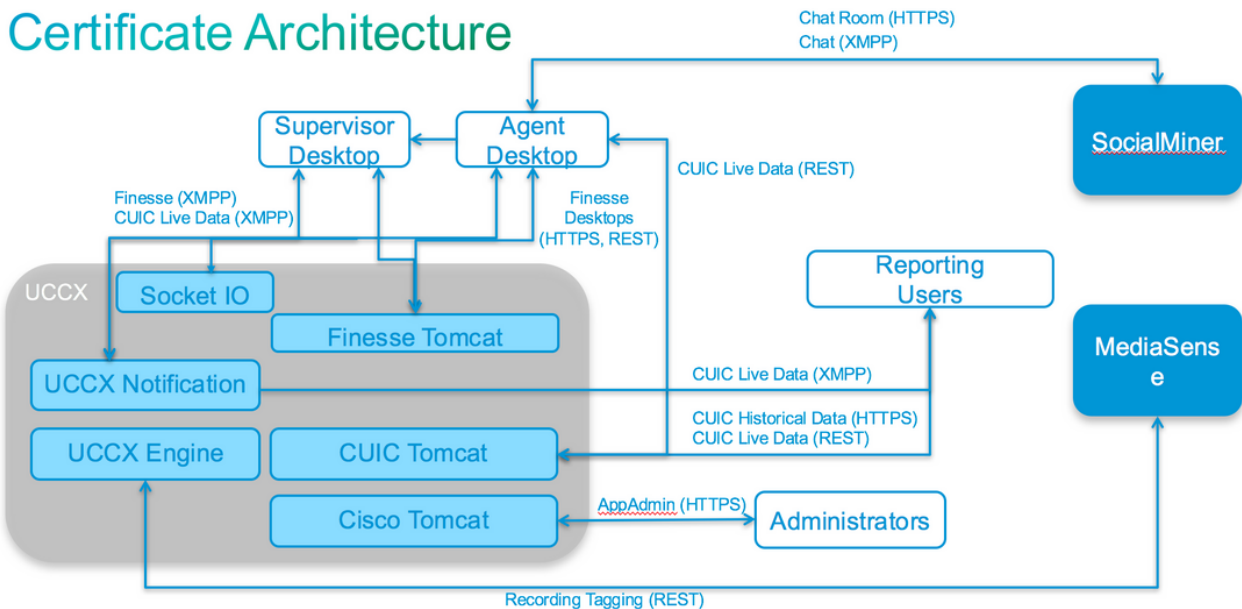 Certificate Architecture
Chat Room (HTTPS)
Chat (XMPP)
Supervisor
Desktop
Agent
Desktop
SocialMiner
CUIC Live Data (REST)
Finesse (XMPP)
CUIC Live Data (XMPP)
Finesse
Desktops
(HTTPS, REST)
UCCX
Socket IO
Reporting
Users
Finesse Tomcat
MediaSens
e
UCCX Notification
CUIC Live Data (XMPP)
CUIC Historical Data (HTTPS)
CUIC Live Data (REST)
UCCX Engine
CUIC Tomcat
Cisco Tomcat
AppAdmin (HTTPS)
Administrators
Recording Tagging (REST)